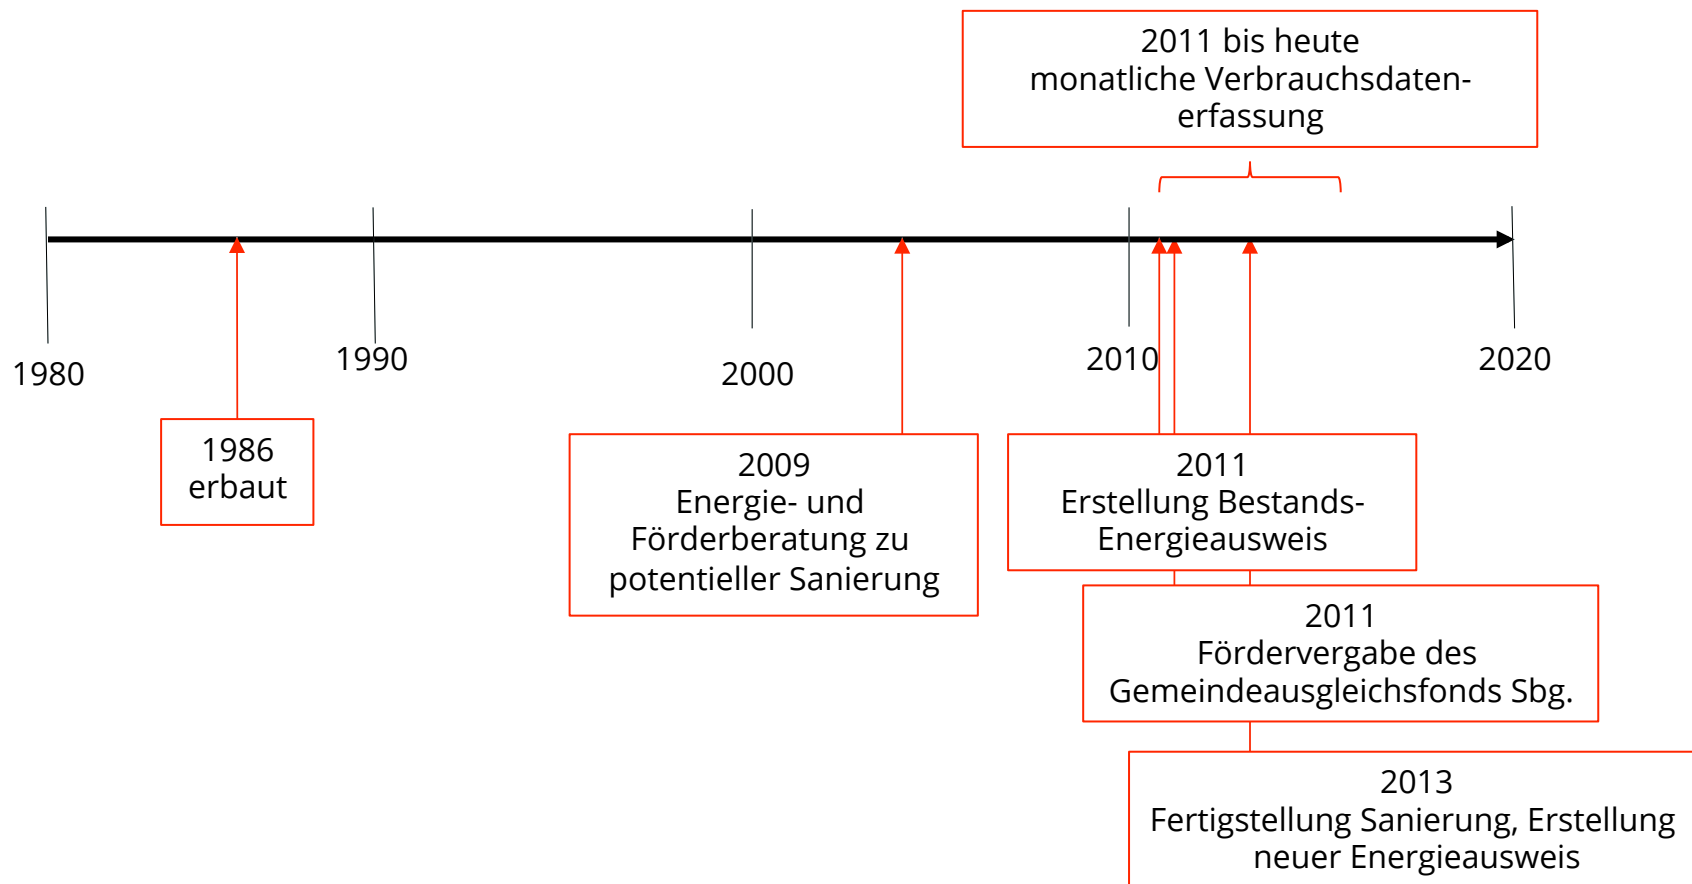 2011 bis heute
monatliche Verbrauchsdaten-
erfassung
1980
1990
2000
2010
2020
1986
erbaut
2009
Energie- und
Förderberatung zu
potentieller Sanierung
2011
Erstellung Bestands-
Energieausweis
2011
Fördervergabe des
Gemeindeausgleichsfonds Sbg.
2013
Fertigstellung Sanierung, Erstellung
neuer Energieausweis